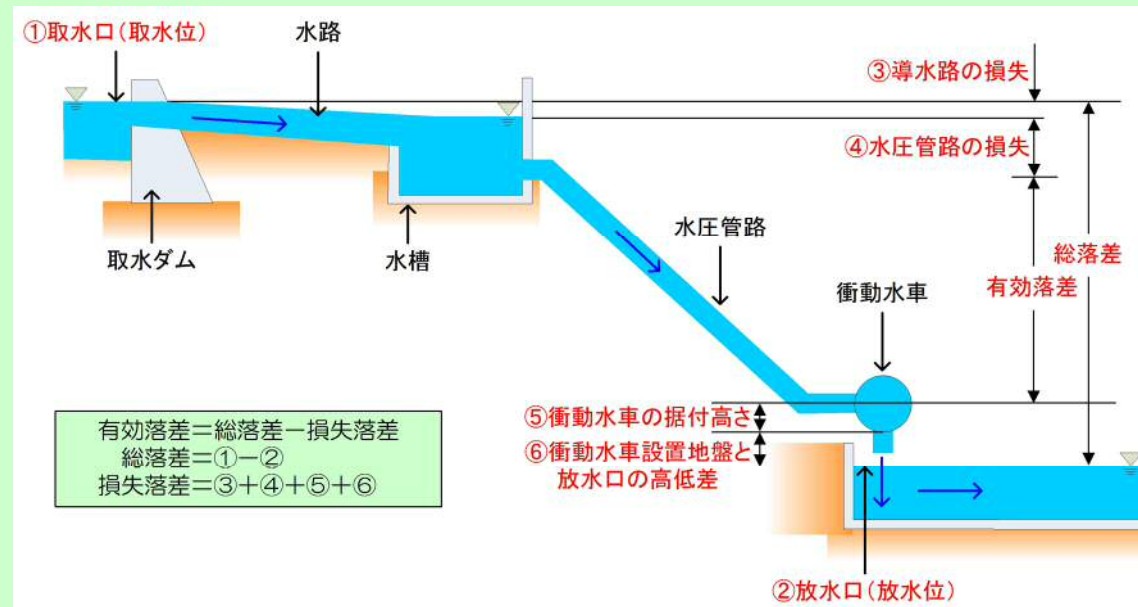 ①取水口(取水位)
水路
③導水路の損失
④水圧管路の損失
取水ダム
水槽
水圧管路
総落差
有効落差
衝動水車
⑤衝動水車の据付高さ
⑥衝動水車設置地盤と
放水口の高低差
有効落差＝総落差－損失落差
総落差＝①－②
損失落差＝③＋④＋⑤＋⑥
②放水口(放水位)